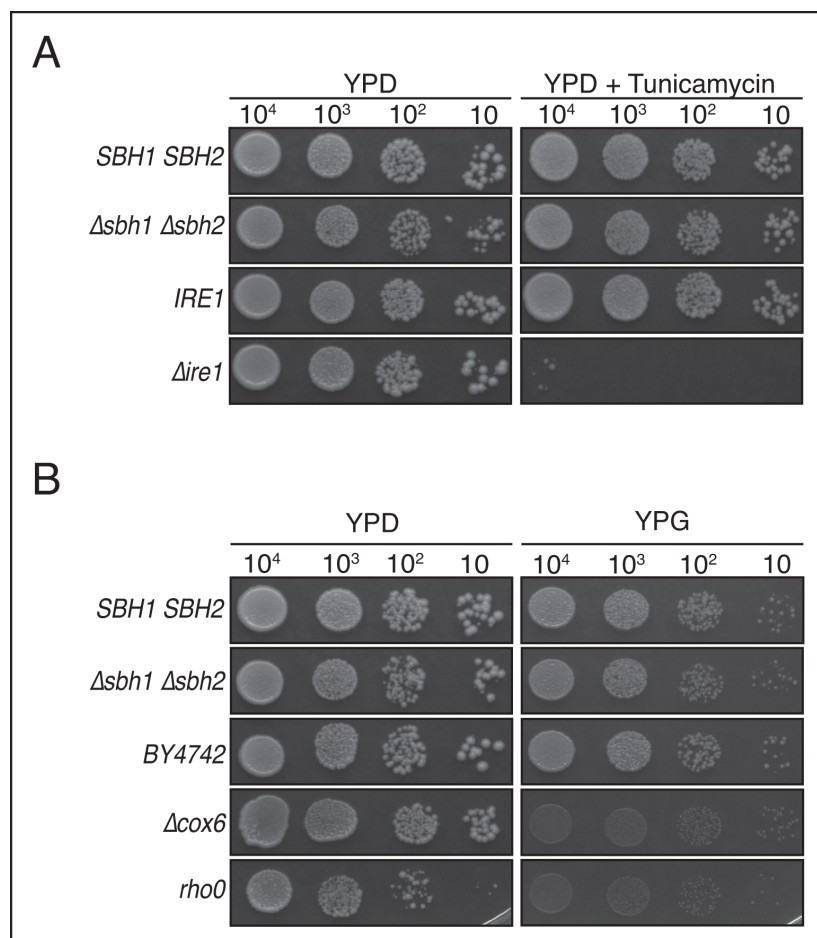 A
YPD YPD + Tunicamycin
10⁴ 10³ 10² 10 10⁴ 10³ 10² 10
SBH1 SBH2
Δsbh1 Δsbh2
IRE1
Δire1
B
YPD YPG
10⁴ 10³ 10² 10 10⁴ 10³ 10² 10
SBH1 SBH2
Δsbh1 Δsbh2
BY4742
Δcox6
rho0